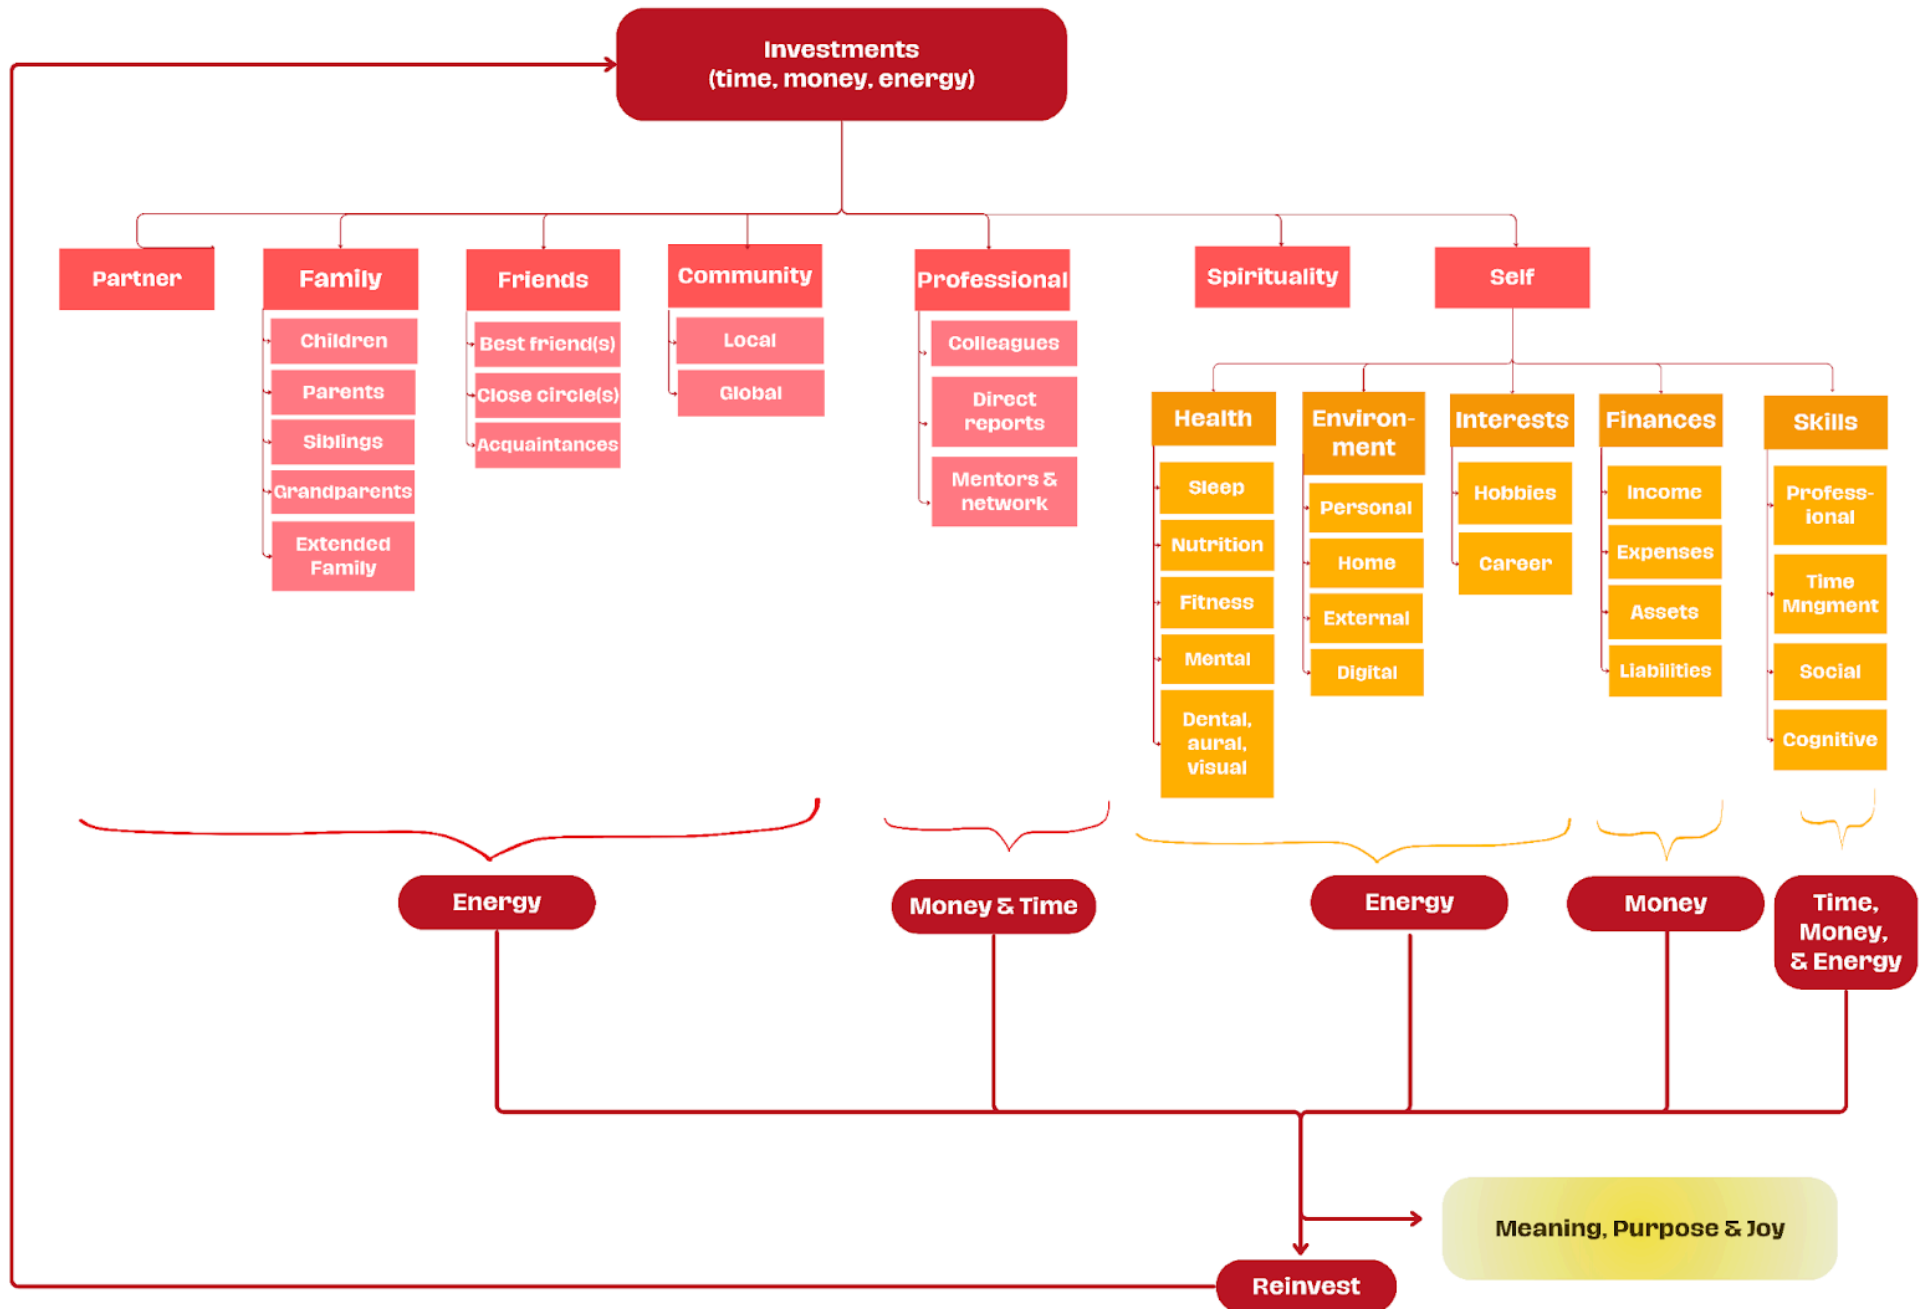 Investments
(time, money, energy)
Partner
Family
Friends
Community
Professional
Spirituality
Self
Children
Parents
Siblings
Grandparents
Extended
Family
Best friend(s)
Close circle(s)
Acquaintances
Local
Global
Colleagues
Direct
reports
Mentors &
network
Health
Sleep
Nutrition
Fitness
Mental
Dental,
aural,
visual
Environ-
ment
Personal
Home
External
Digital
Interests
Hobbies
Career
Finances
Income
Expenses
Assets
Liabilities
Skills
Profess-
ional
Time
Mngment
Social
Cognitive
Energy
Money & Time
Energy
Money
Time,
Money,
& Energy
Meaning, Purpose & Joy
Reinvest